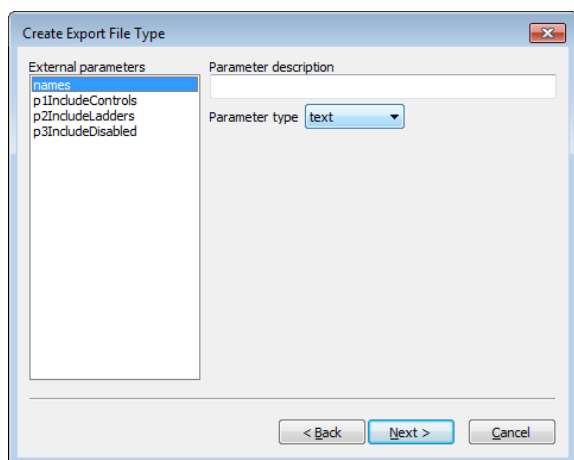 Create Export File Type
External parameters
names
p1IncludeControls
p2IncludeLadders
p3IncludeDisabled
Parameter description
Parameter type text
< Back
Next >
Cancel